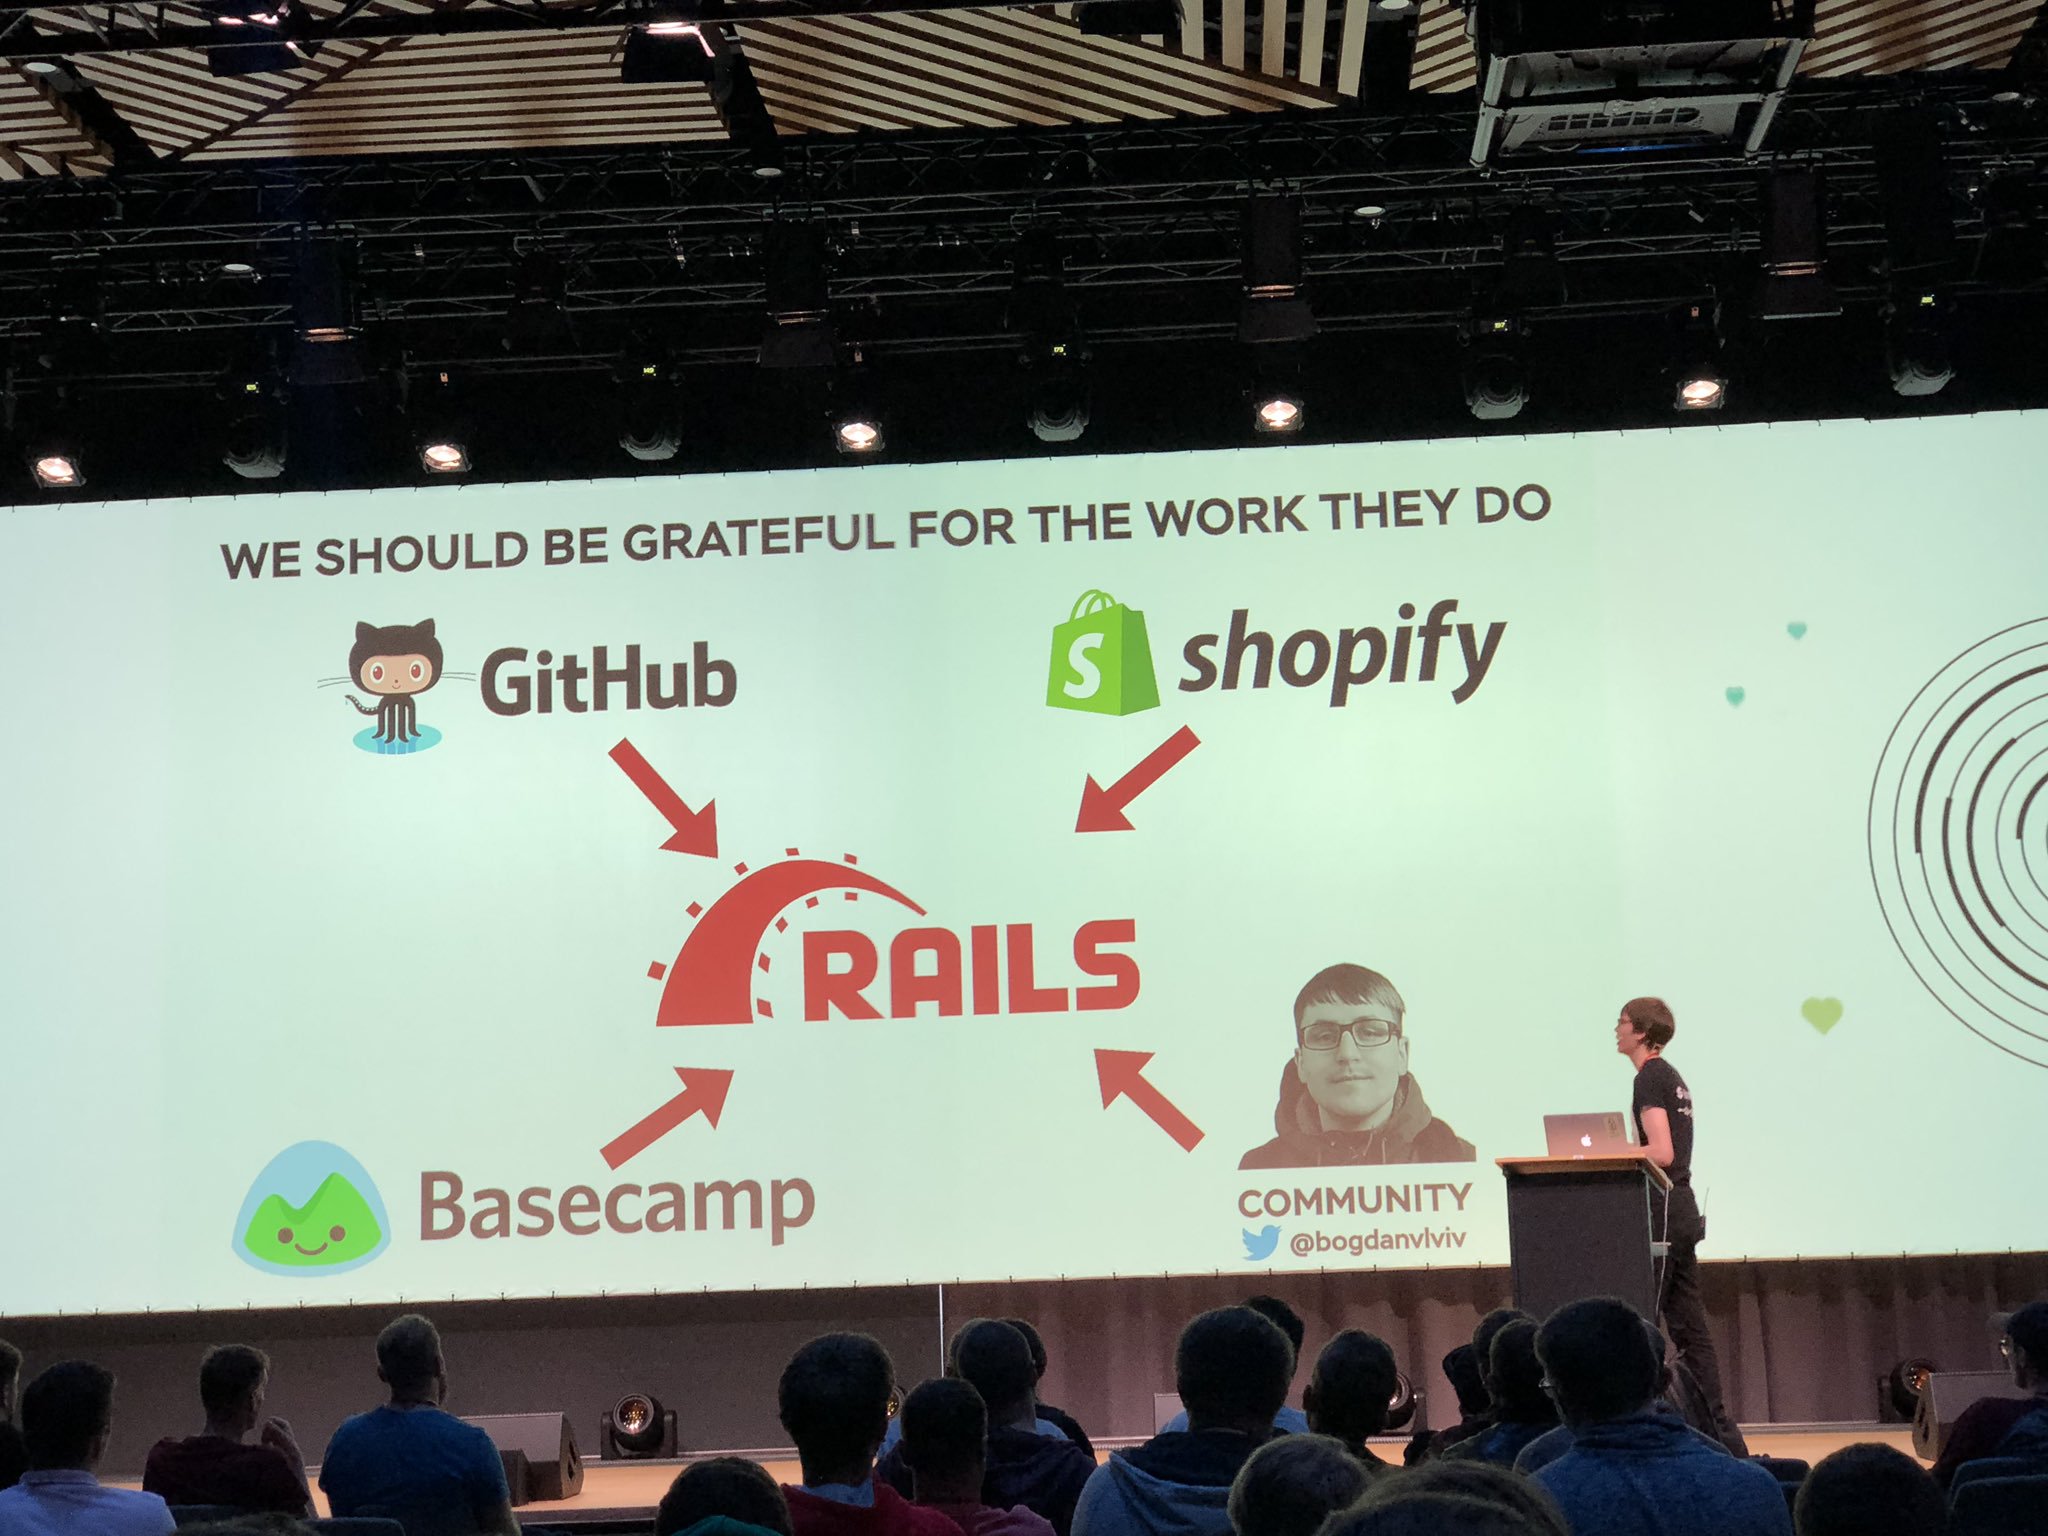 WE SHOULD BE GRATEFUL FOR THE WORK THEY DO
GitHub
S shopify
RAILS
Basecamp
COMMUNITY
@bogdanvlviv